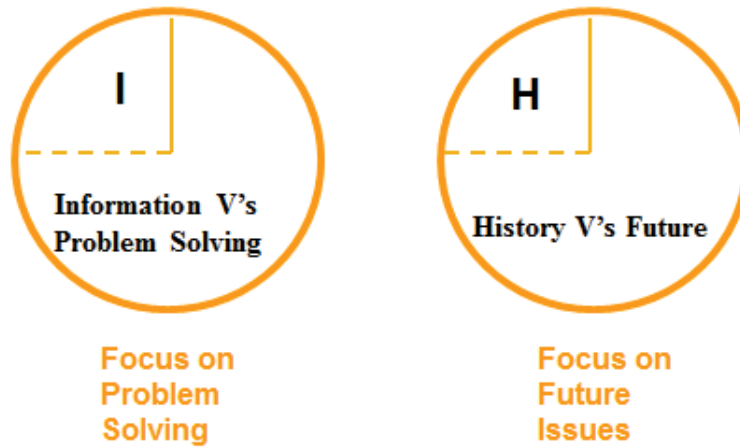 I
H
Information V's
Problem Solving
History V's Future
Focus on
Problem
Solving
Focus on
Future
Issues